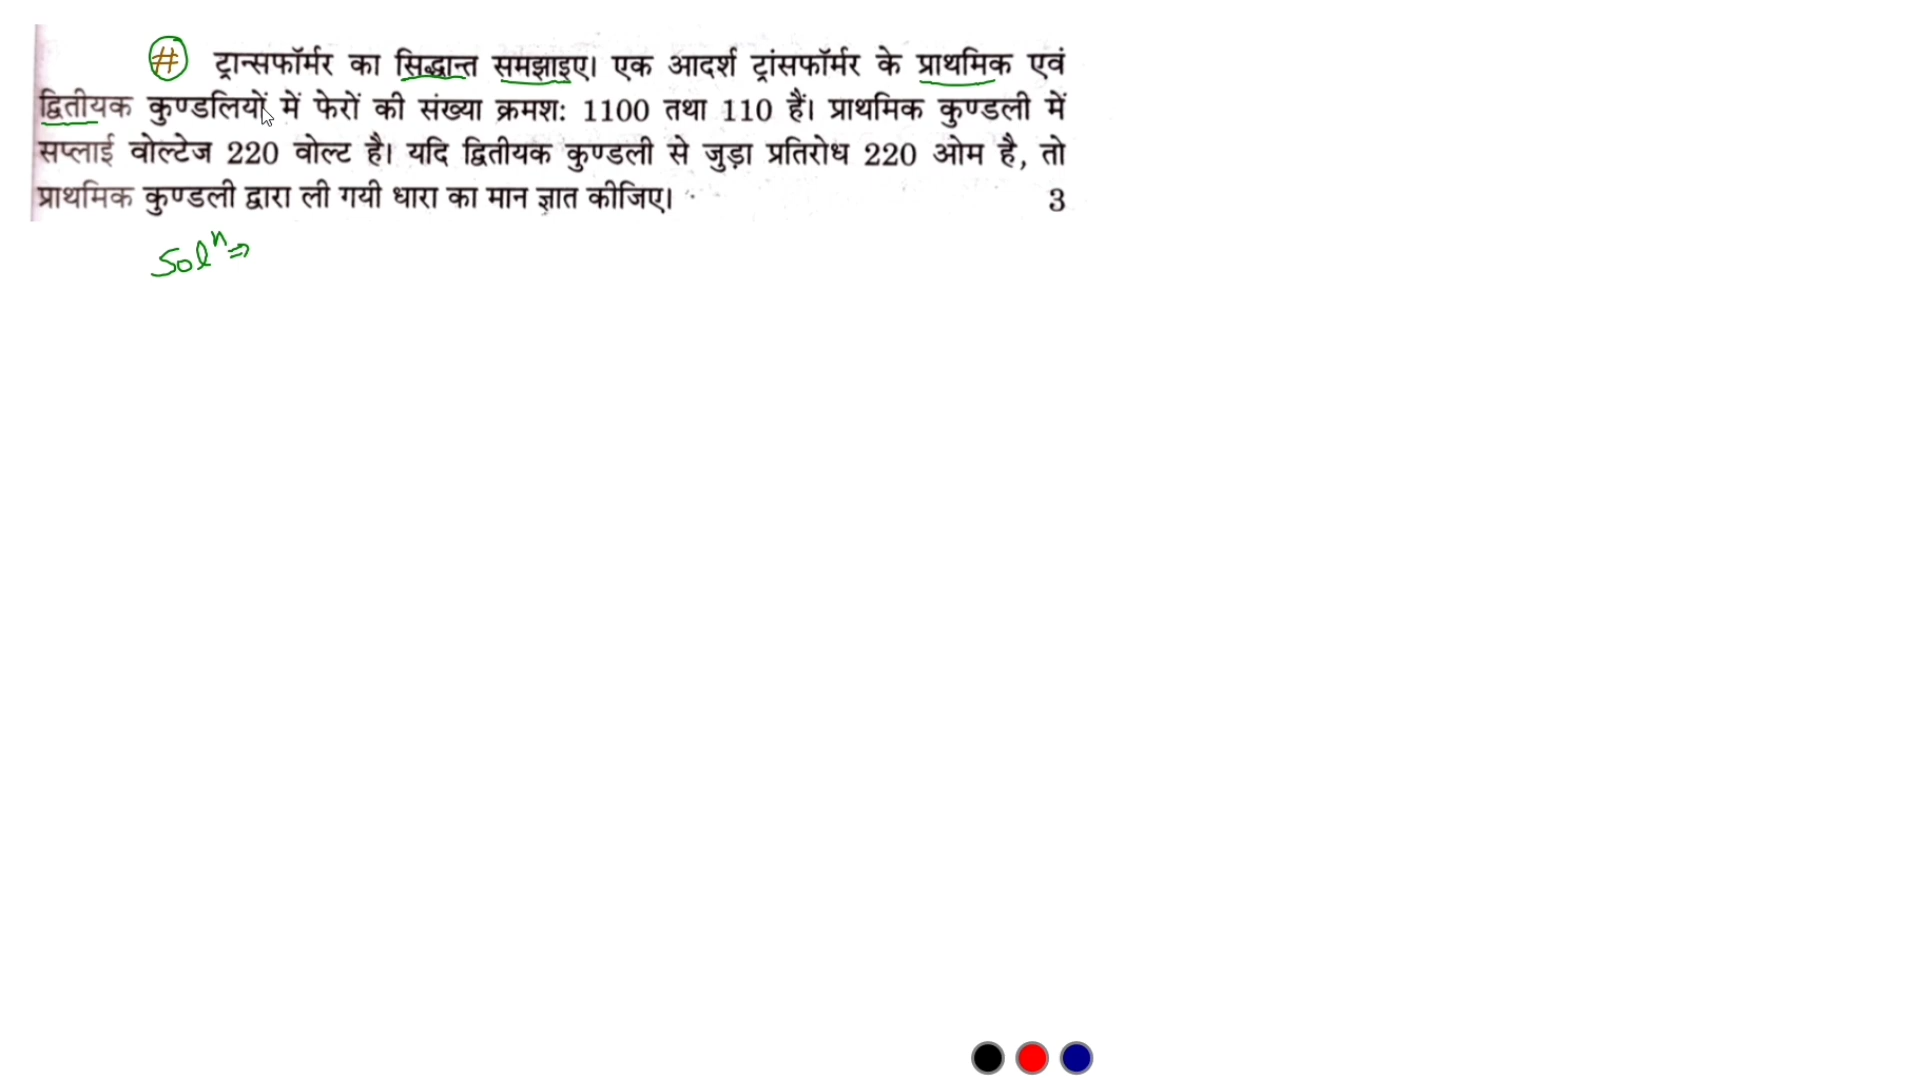 # ट्रान्सफॉर्मर का सिद्धान्त समझाइए। एक आदर्श ट्रांसफॉर्मर के प्राथमिक एवं
द्वितीयक कुण्डलियों में फेरों की संख्या क्रमश: 1100 तथा 110 हैं। प्राथमिक कुण्डली में
सप्लाई वोल्टेज 220 वोल्ट है। यदि द्वितीयक कुण्डली से जुड़ा प्रतिरोध 220 ओम है, तो
प्राथमिक कुण्डली द्वारा ली गयी धारा का मान ज्ञात कीजिए। 3
Solⁿ⇒